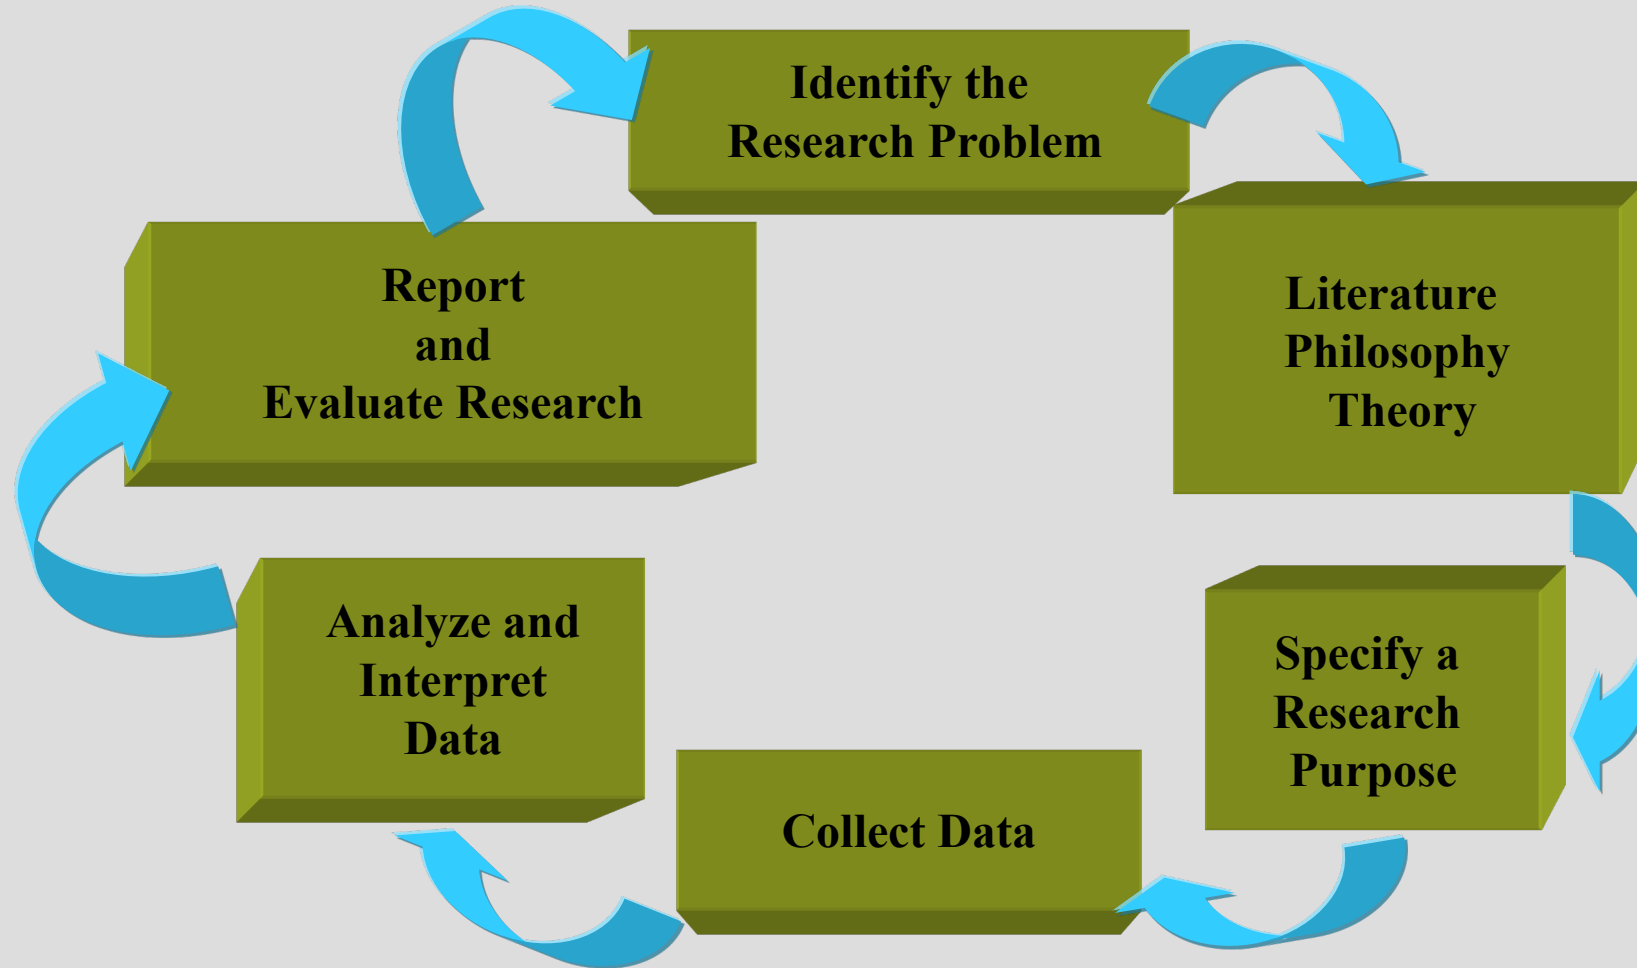 Identify the
Research Problem
Literature
Philosophy
Theory
Specify a
Research
Purpose
Collect Data
Analyze and
Interpret
Data
Report
and
Evaluate Research